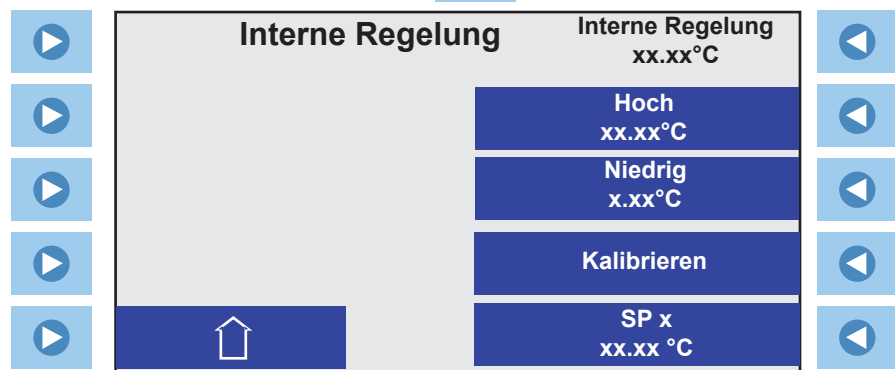 Interne Regelung
Interne Regelung
xx.xx°C
Hoch
xx.xx°C
Niedrig
x.xx°C
Kalibrieren
SP x
xx.xx °C